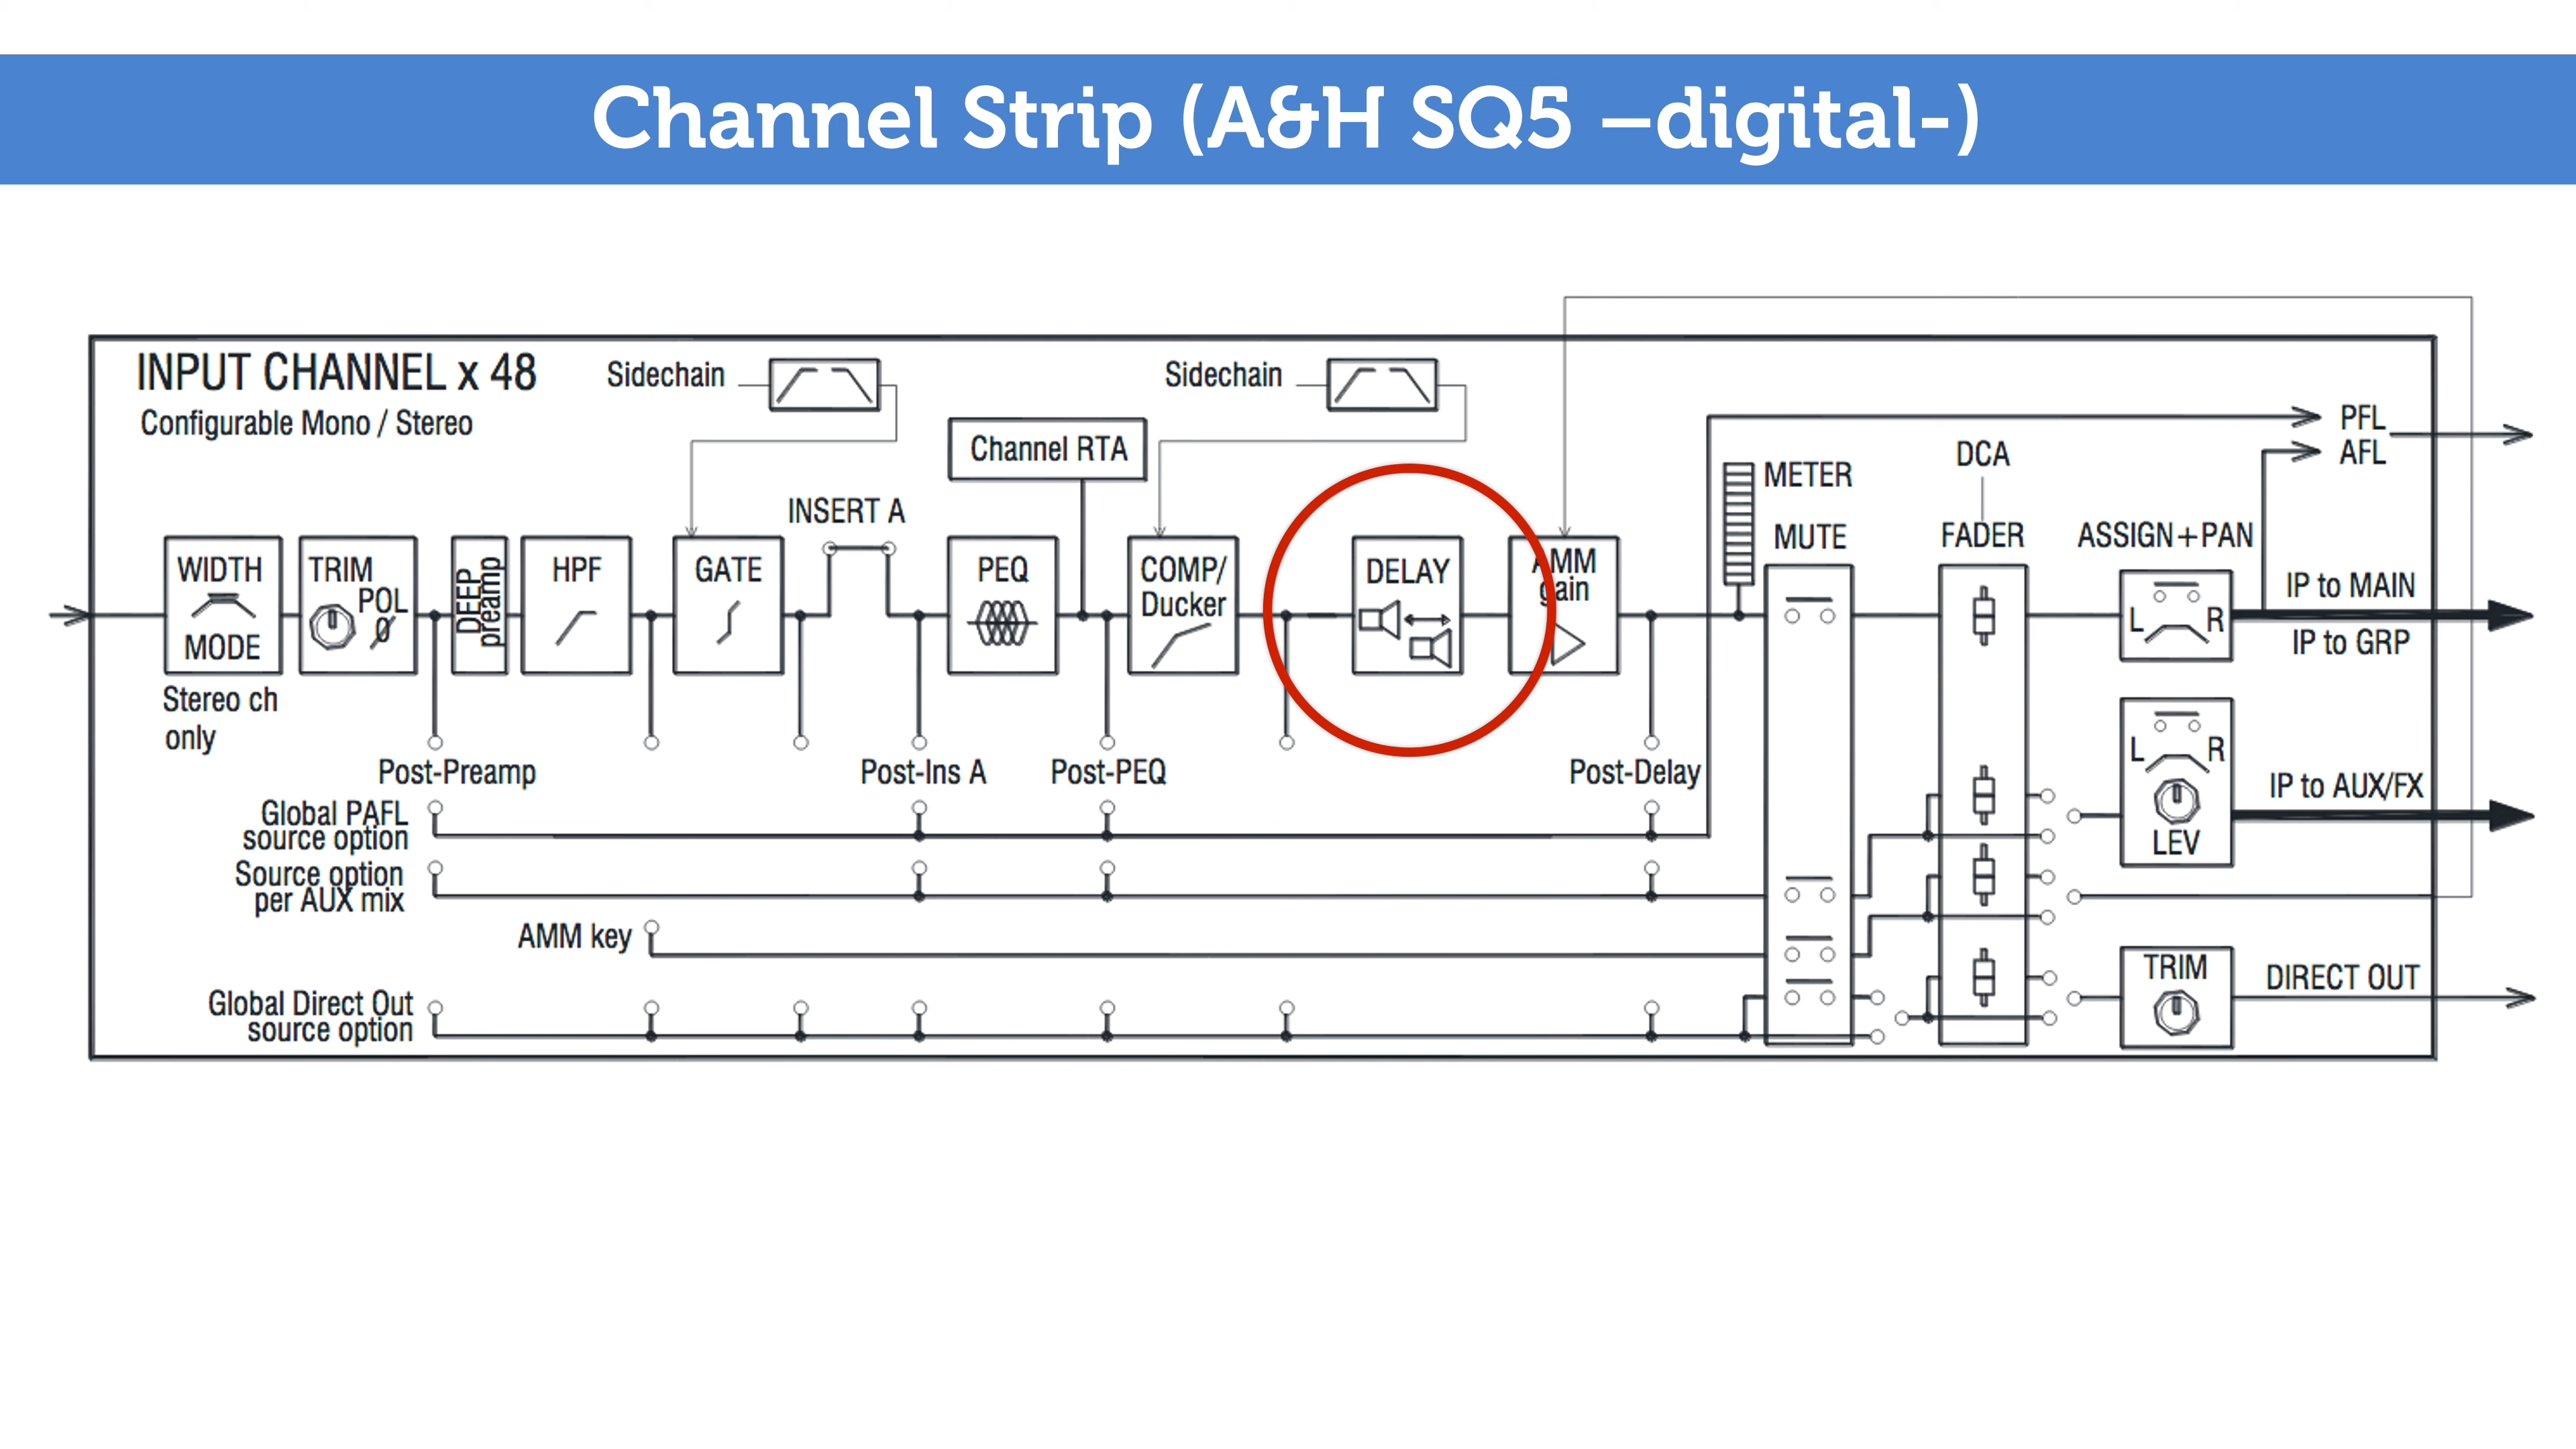 Channel Strip (A&H SQ5 –digital-)
INPUT CHANNEL x 48
Configurable Mono / Stereo
Sidechain
Sidechain
Channel RTA
INSERT A
PFL
AFL
METER
MUTE
DCA
FADER
ASSIGN+PAN
WIDTH
MODE
Stereo ch
only
TRIM
POL
Ø
DEEP
preamp
HPF
GATE
PEQ
COMP/
Ducker
DELAY
AMM
gain
L R
IP to MAIN
IP to GRP
L R
LEV
IP to AUX/FX
Post-Preamp
Post-Ins A
Post-PEQ
Post-Delay
Global PAFL
source option
Source option
per AUX mix
AMM key
Global Direct Out
source option
TRIM
DIRECT OUT